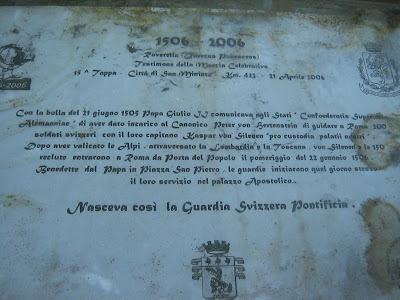 1506 - 2006
Testimone della Marcia Celebrativa
15ª Tappa - Città di San Miniato - Km. 423 - 21 Aprile 2006
-2006
Con la bolla del 21 giugno 1505 Papa Giulio II comunicava agli Stati "Confoederatis Superioris
Alemanniae" di aver dato incarico al Canonico Peter von Hertenstein di guidare a Roma 200
soldati svizzeri con il loro capitano Kaspar von Silenen "pro custodia palatii nostri".
Dopo aver valicato le Alpi, attraversato la Lombardia e la Toscana, von Silenen e le 150
reclute entrarono a Roma da Porta del Popolo il pomeriggio del 22 gennaio 1506.
Benedette dal Papa in Piazza San Pietro, le guardie iniziarono quel giorno stesso
il loro servizio nel palazzo Apostolico.
Nasceva così la Guardia Svizzera Pontificia.